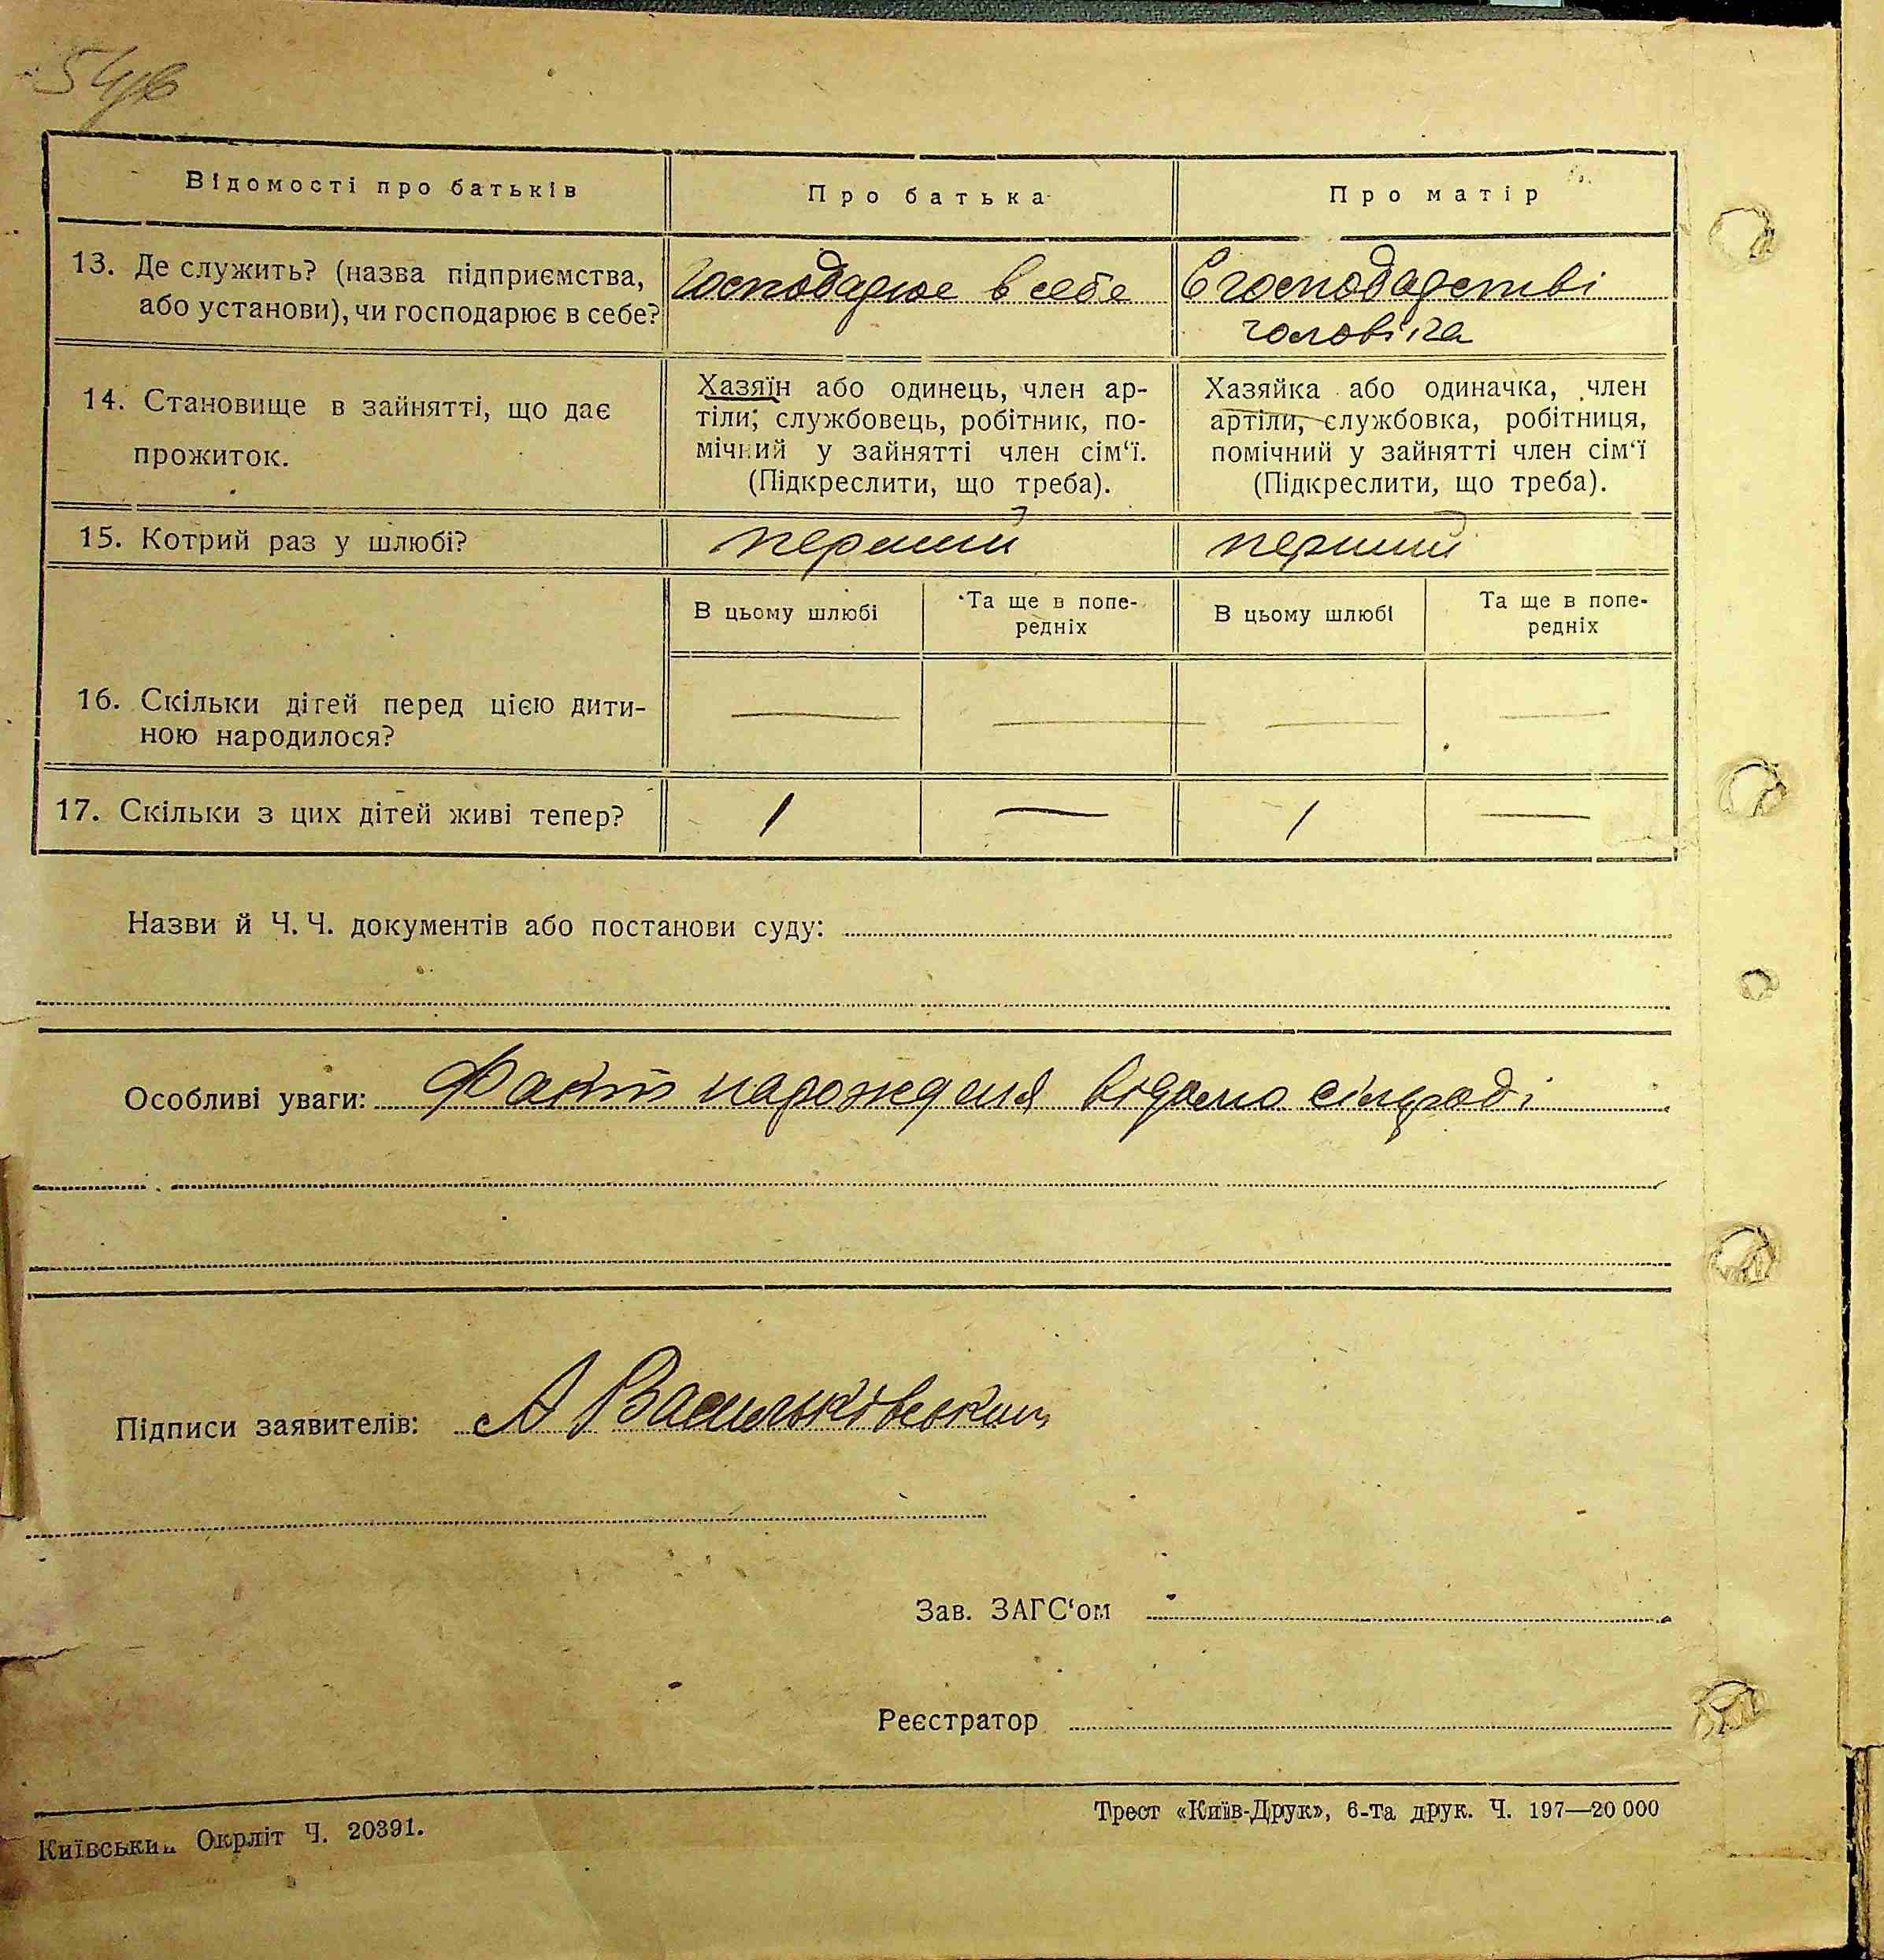 54/в
Відомості про батьків
Про батька
Про матір
13. Де служить? (назва підприємства,
або установи), чи господарює в себе?
Господарює в себе
В господарстві
чоловіка
14. Становище в зайнятті, що дає
прожиток.
Хазяїн або одинець, член ар-
тіли; службовець, робітник, по-
мічний у зайнятті член сім‘ї.
(Підкреслити, що треба).
Хазяйка або одиначка, член
артіли, службовка, робітниця,
помічний у зайнятті член сім‘ї
(Підкреслити, що треба).
15. Котрий раз у шлюбі?
перший
перший
В цьому шлюбі
Та ще в попе-
редніх
В цьому шлюбі
Та ще в попе-
редніх
16. Скільки дітей перед цією дити-
ною народилося?
— — — —
17. Скільки з цих дітей живі тепер?
1 — 1 —
Назви й Ч. Ч. документів або постанови суду:
Особливі уваги: Факт народженя відомо сілраді
Підписи заявителів: А Васильківський
Зав. ЗАГС‘ом
Реєстратор
Київський Окрліт Ч. 20391.
Трест «Київ-Друк», 6-та друк. Ч. 197—20 000